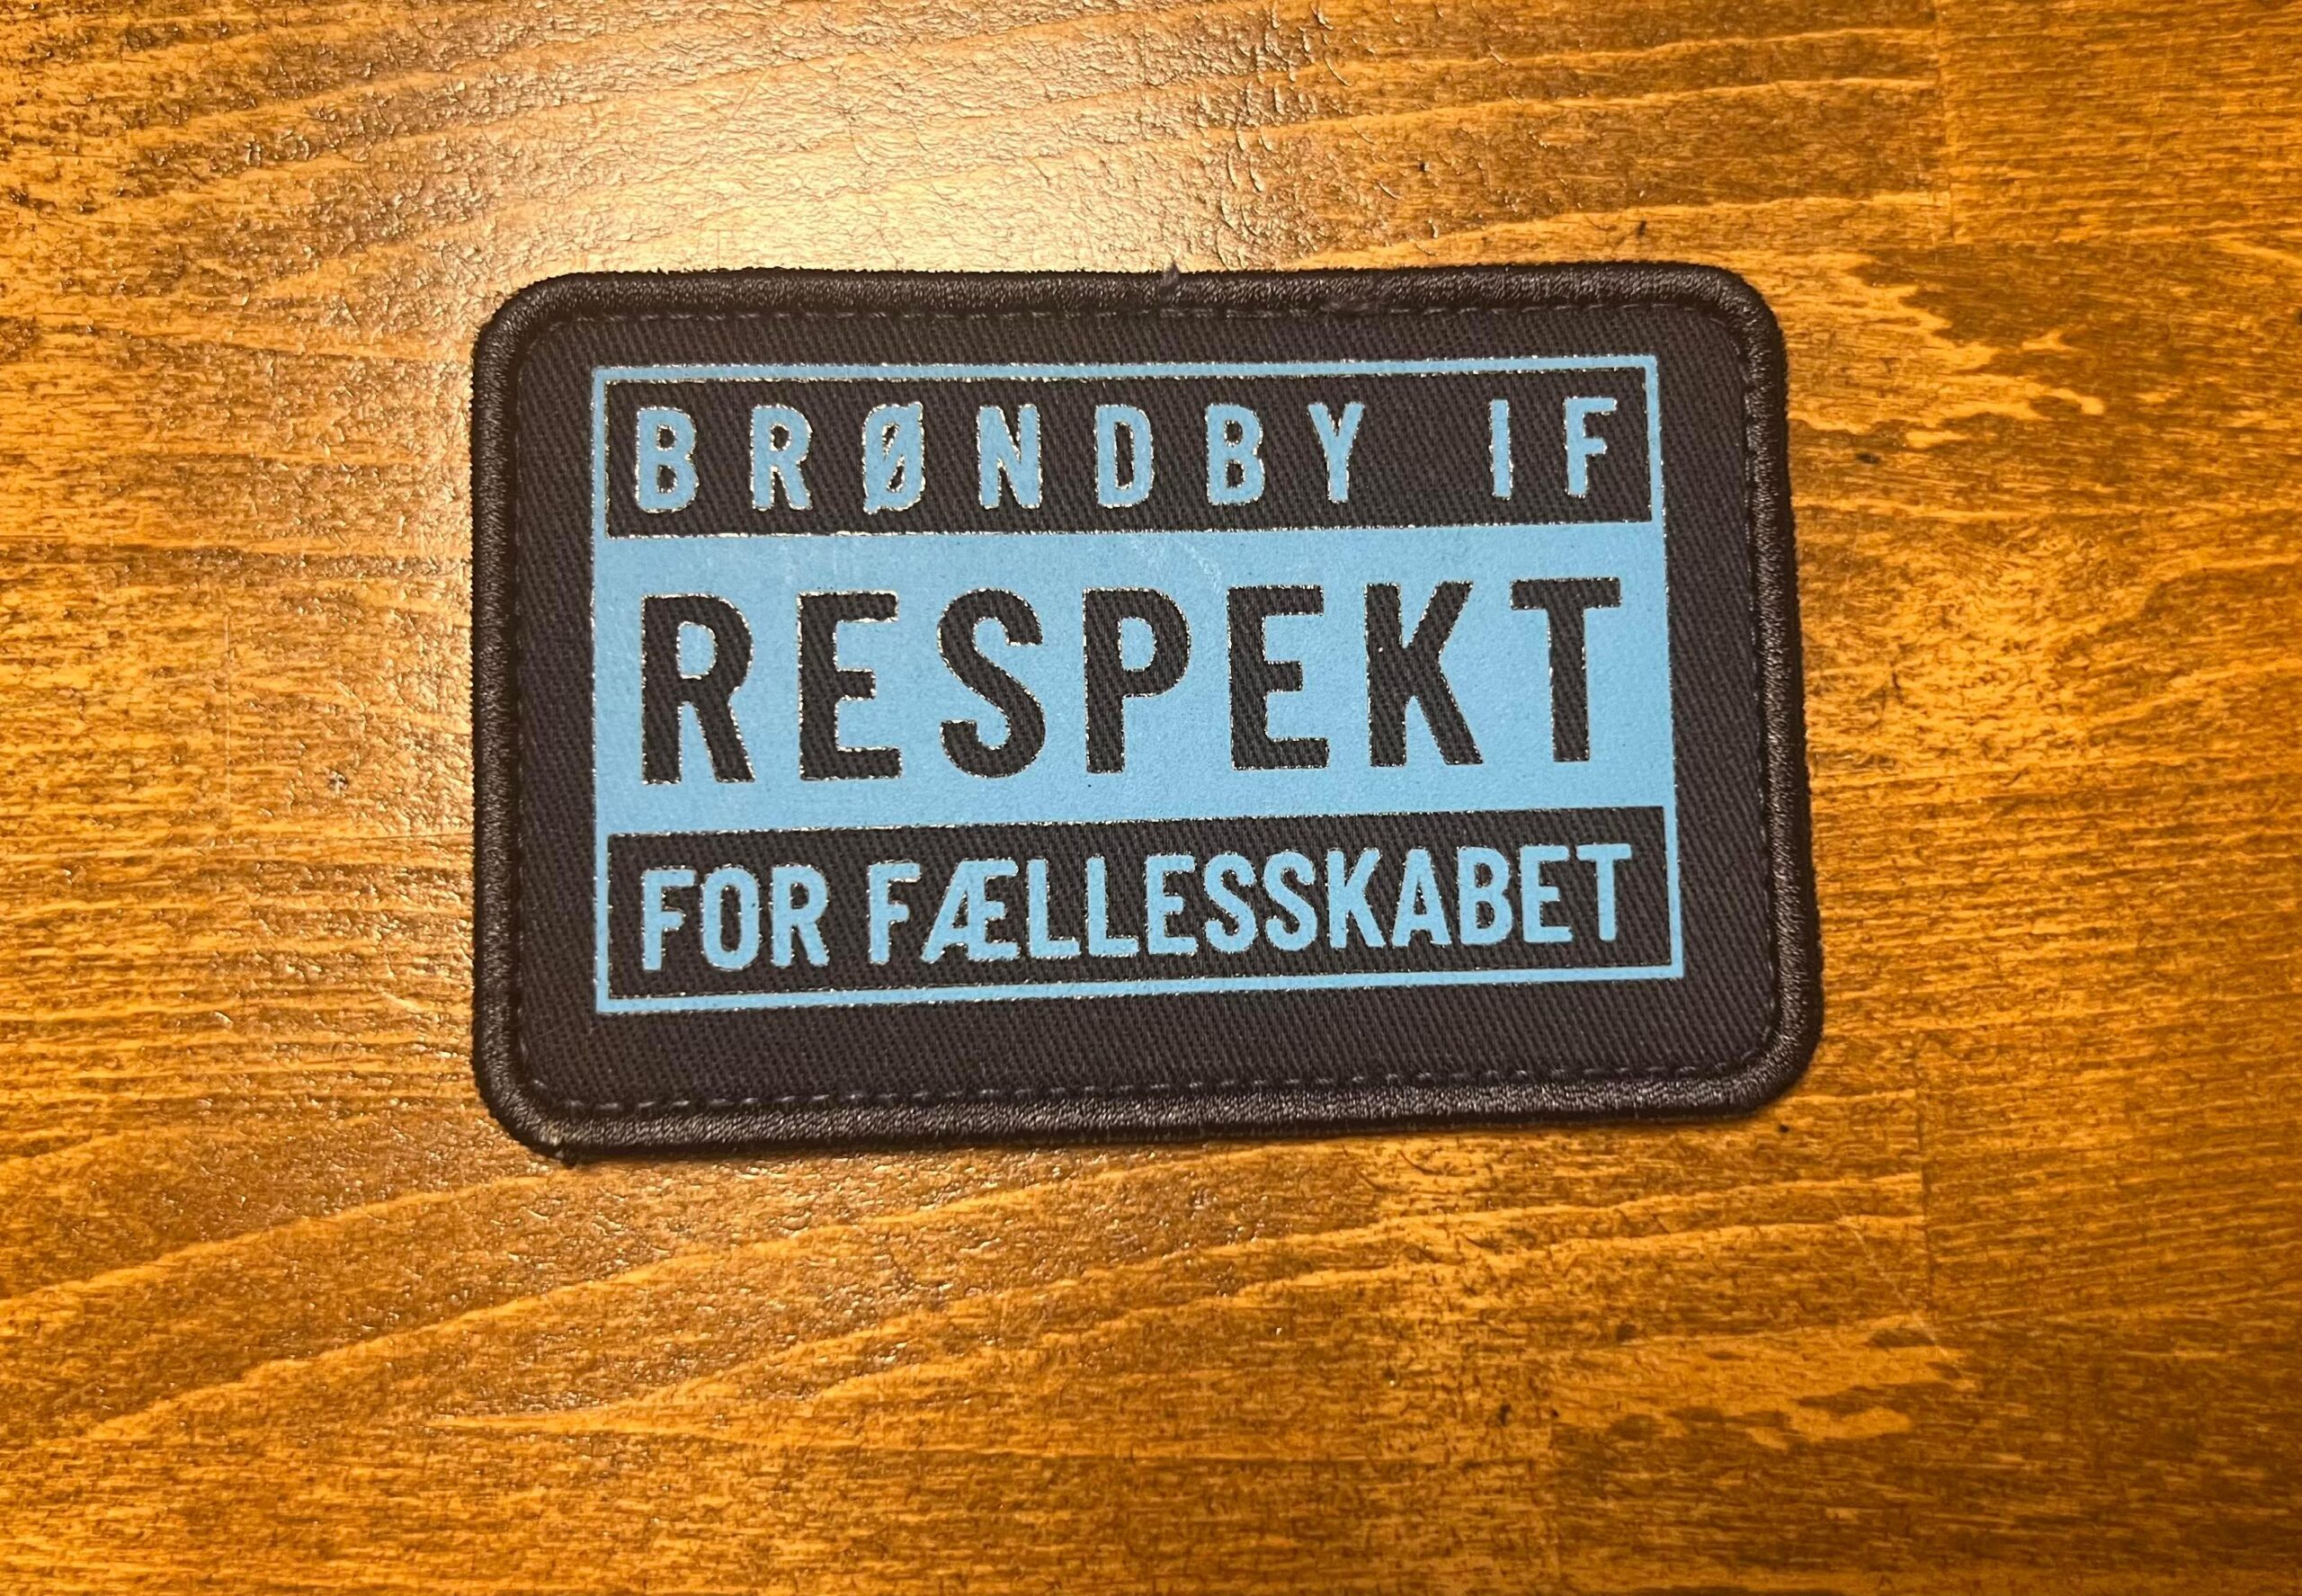 BRØNDBY IF
RESPEKT
FOR FÆLLESSKABET